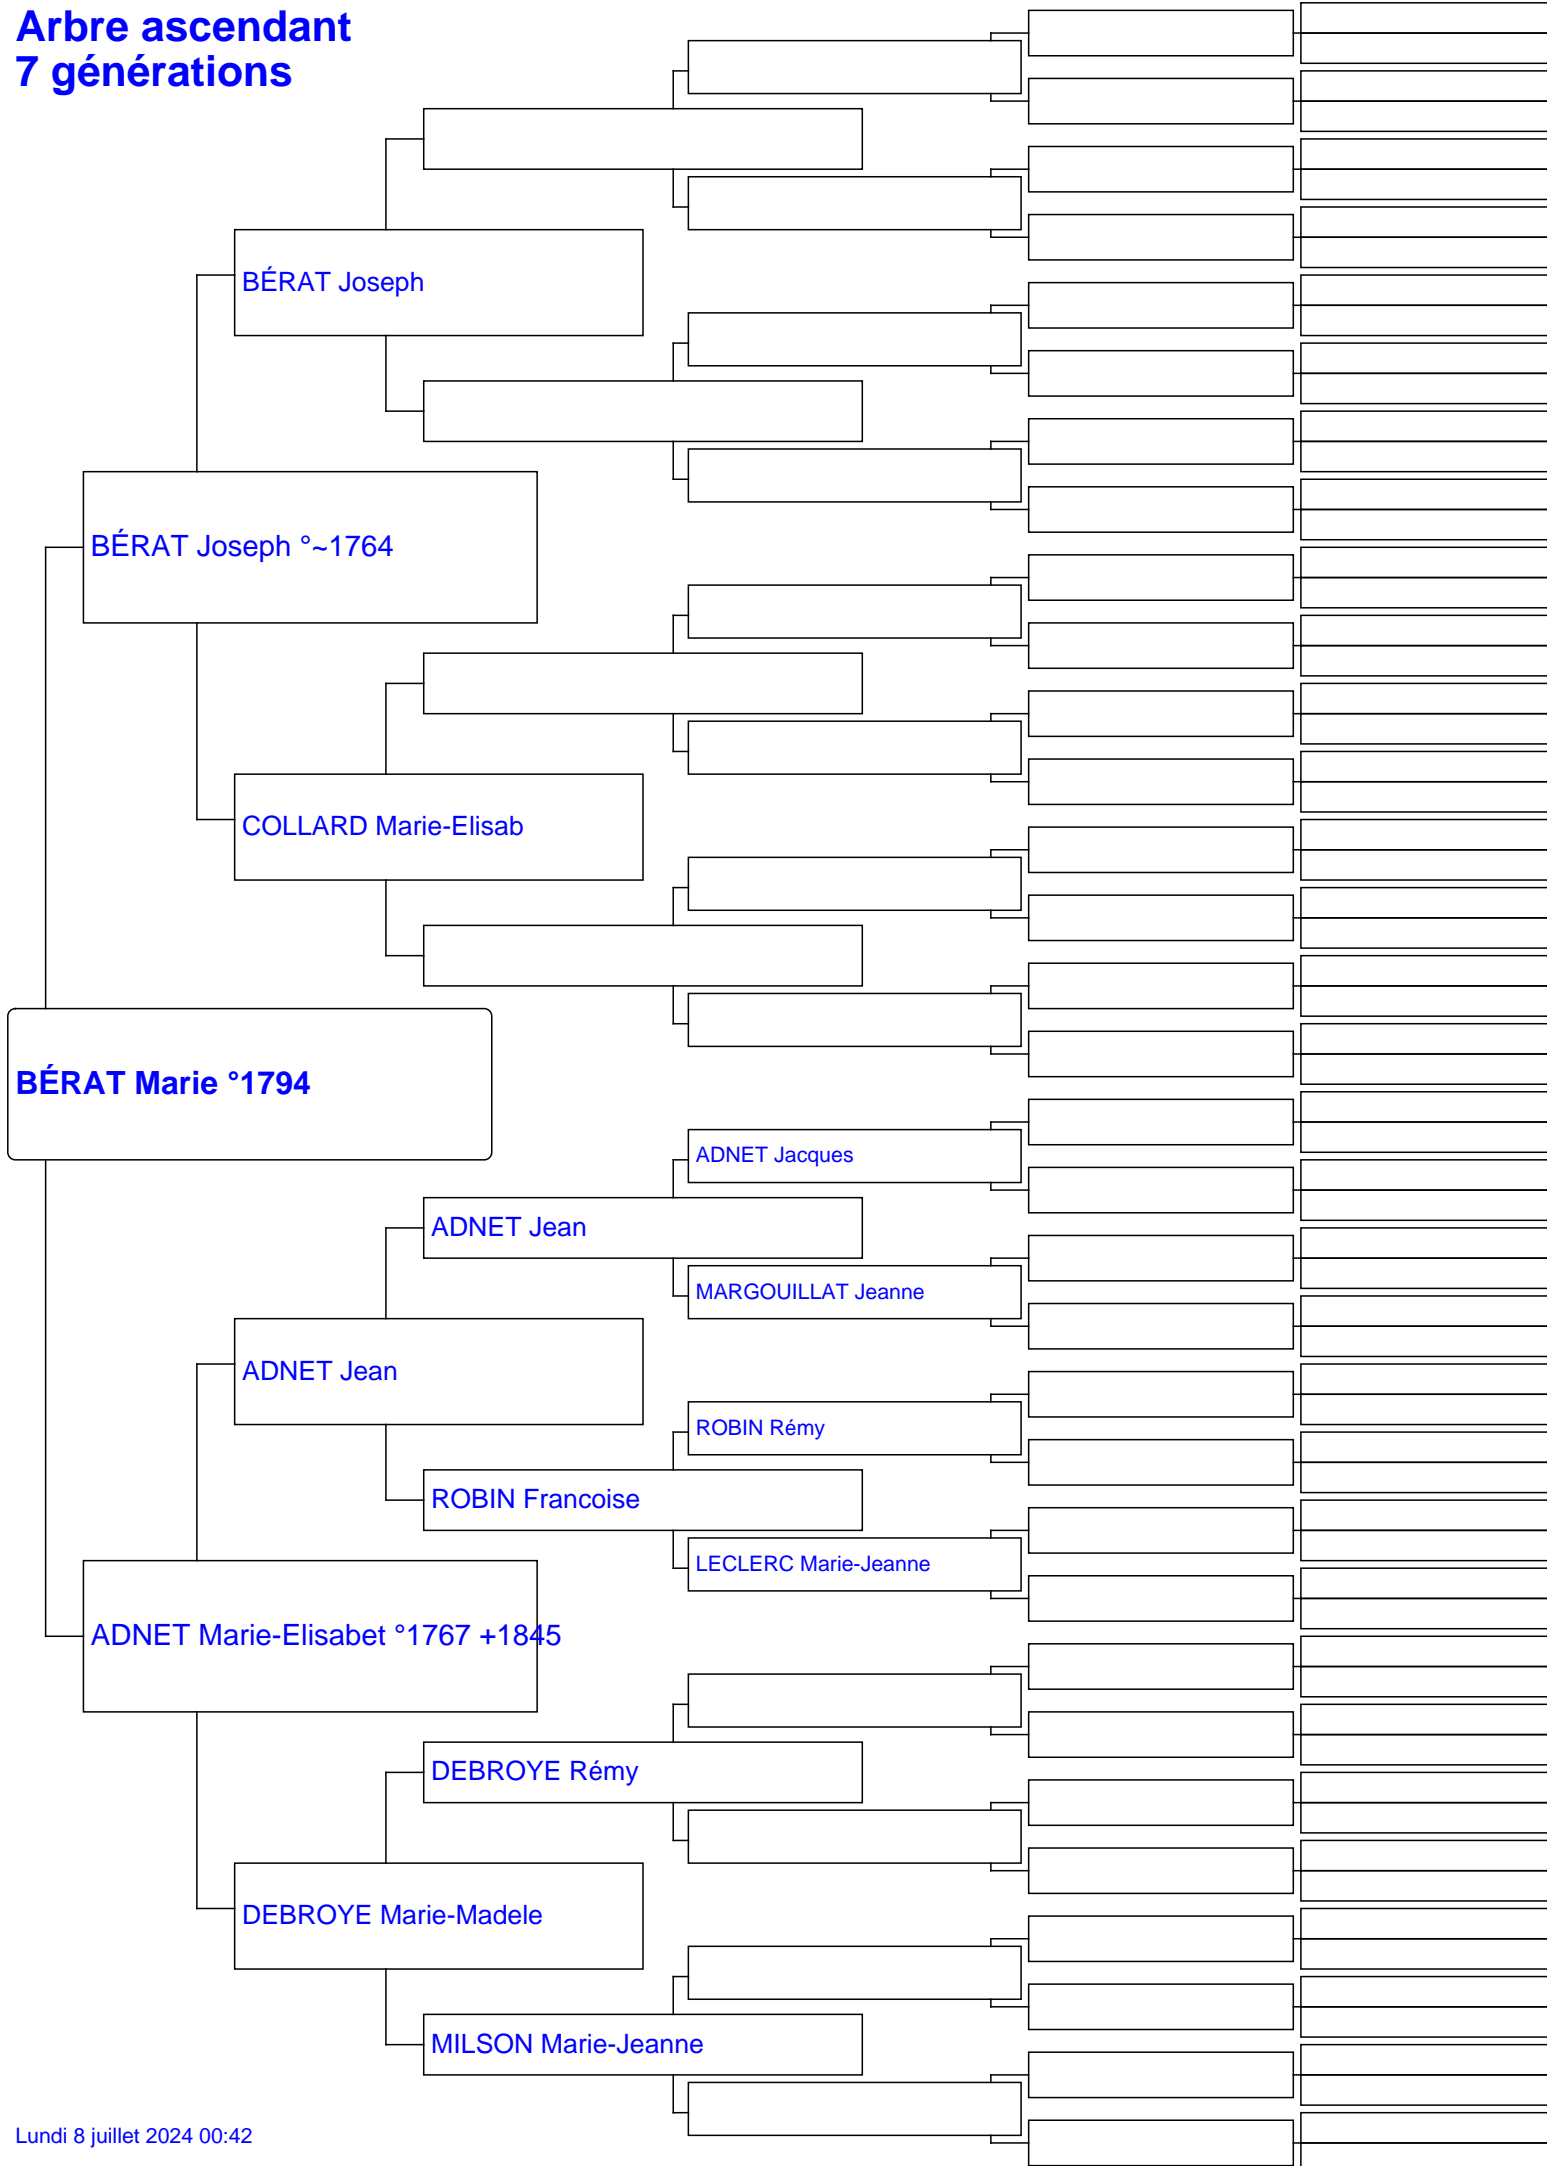 Arbre ascendant
7 générations
BÉRAT Joseph
BÉRAT Joseph °~1764
COLLARD Marie-Elisab
BÉRAT Marie °1794
ADNET Jacques
ADNET Jean
MARGOUILLAT Jeanne
ADNET Jean
ROBIN Rémy
ROBIN Francoise
LECLERC Marie-Jeanne
ADNET Marie-Elisabet °1767 +1845
DEBROYE Rémy
DEBROYE Marie-Madele
MILSON Marie-Jeanne
Lundi 8 juillet 2024 00:42